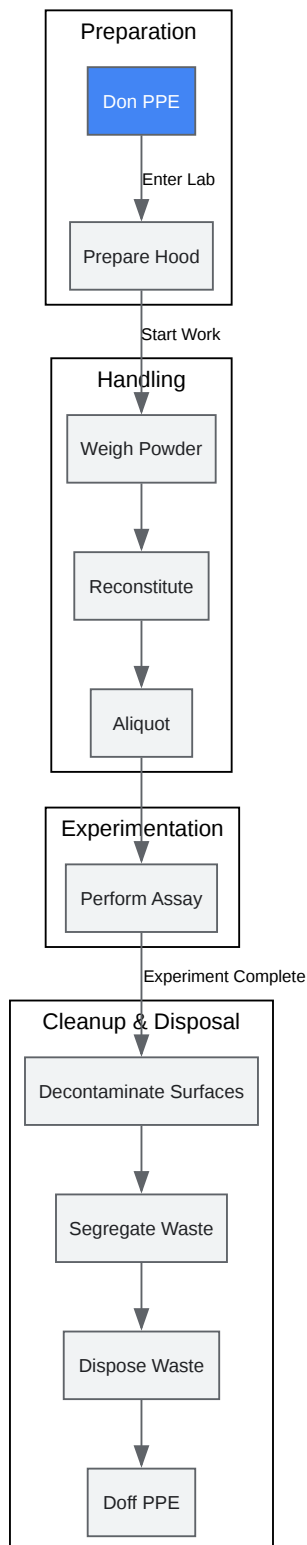 Preparation
Don PPE
Enter Lab
Prepare Hood
Start Work
Handling
Weigh Powder
Reconstitute
Aliquot
Experimentation
Perform Assay
Experiment Complete
Cleanup & Disposal
Decontaminate Surfaces
Segregate Waste
Dispose Waste
Doff PPE